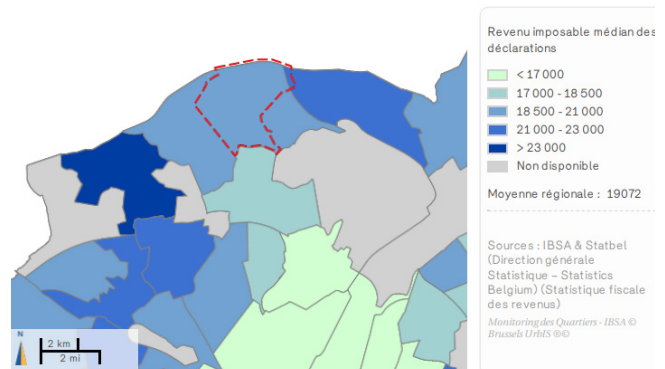 Revenu imposable médian des
déclarations
< 17 000
17 000 - 18 500
18 500 - 21 000
21 000 - 23 000
> 23 000
Non disponible
Moyenne régionale : 19072
Sources : IBSA & Statbel
(Direction générale
Statistique – Statistics
Belgium) (Statistique fiscale
des revenus)
Monitoring des Quartiers - IBSA ©
Brussels UrbIS ®©
N
2 km
2 mi